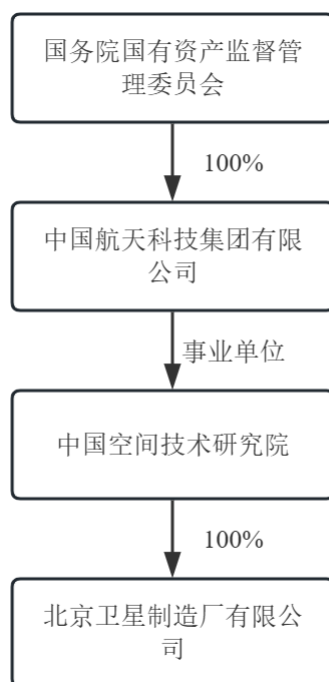 国务院国有资产监督管
理委员会
100%
中国航天科技集团有限
公司
事业单位
中国空间技术研究院
100%
北京卫星制造厂有限公
司